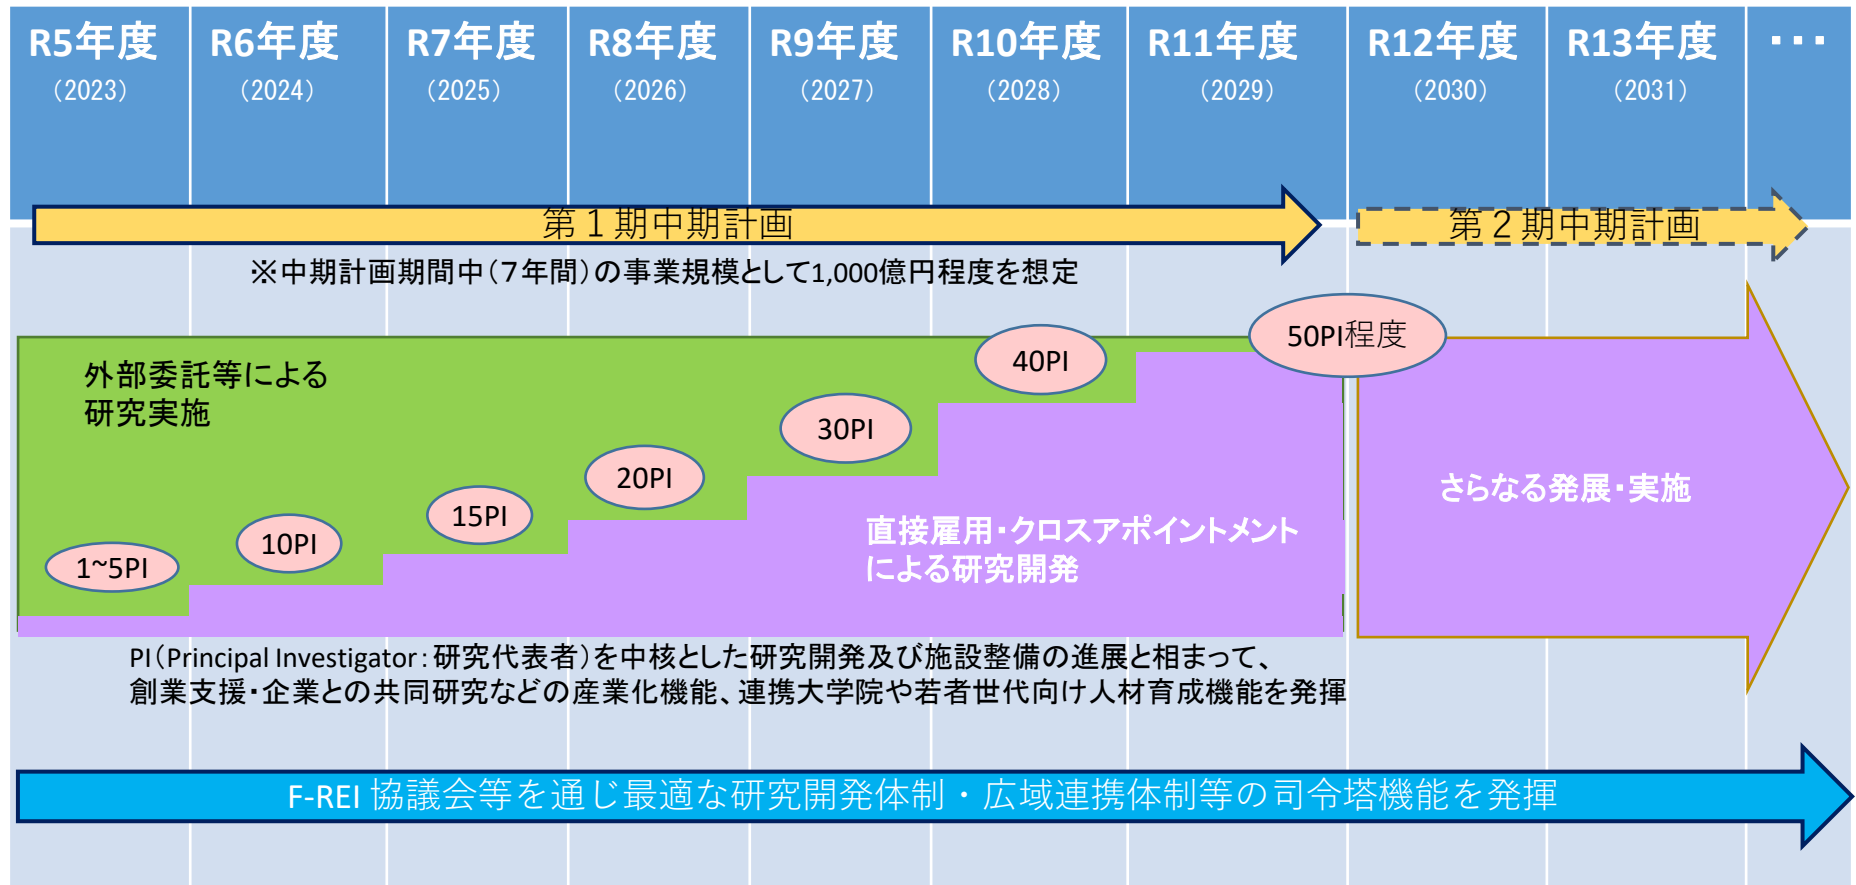 R5年度 R6年度 R7年度 R8年度 R9年度 R10年度 R11年度 R12年度 R13年度 ･･･
（2023） （2024） （2025） （2026） （2027） （2028） （2029） （2030） （2031）
第１期中期計画
第２期中期計画
※中期計画期間中（７年間）の事業規模として1,000億円程度を想定
外部委託等による
研究実施
1~5PI
10PI
15PI
20PI
30PI
40PI
50PI程度
直接雇用・クロスアポイントメント
による研究開発
さらなる発展・実施
PI（Principal Investigator：研究代表者）を中核とした研究開発及び施設整備の進展と相まって、
創業支援・企業との共同研究などの産業化機能、連携大学院や若者世代向け人材育成機能を発揮
F-REI 協議会等を通じ最適な研究開発体制・広域連携体制等の司令塔機能を発揮